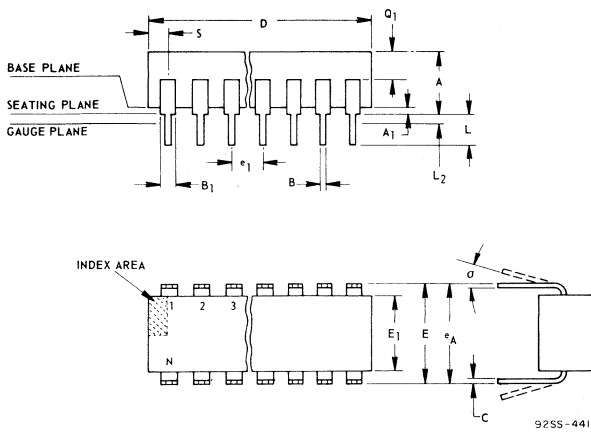 D
Q1
S
BASE PLANE
A
SEATING PLANE
GAUGE PLANE
A1
L
L2
B1
e1
B
INDEX AREA
1 2 3
N
E1
E
eA
α
C
92SS-441